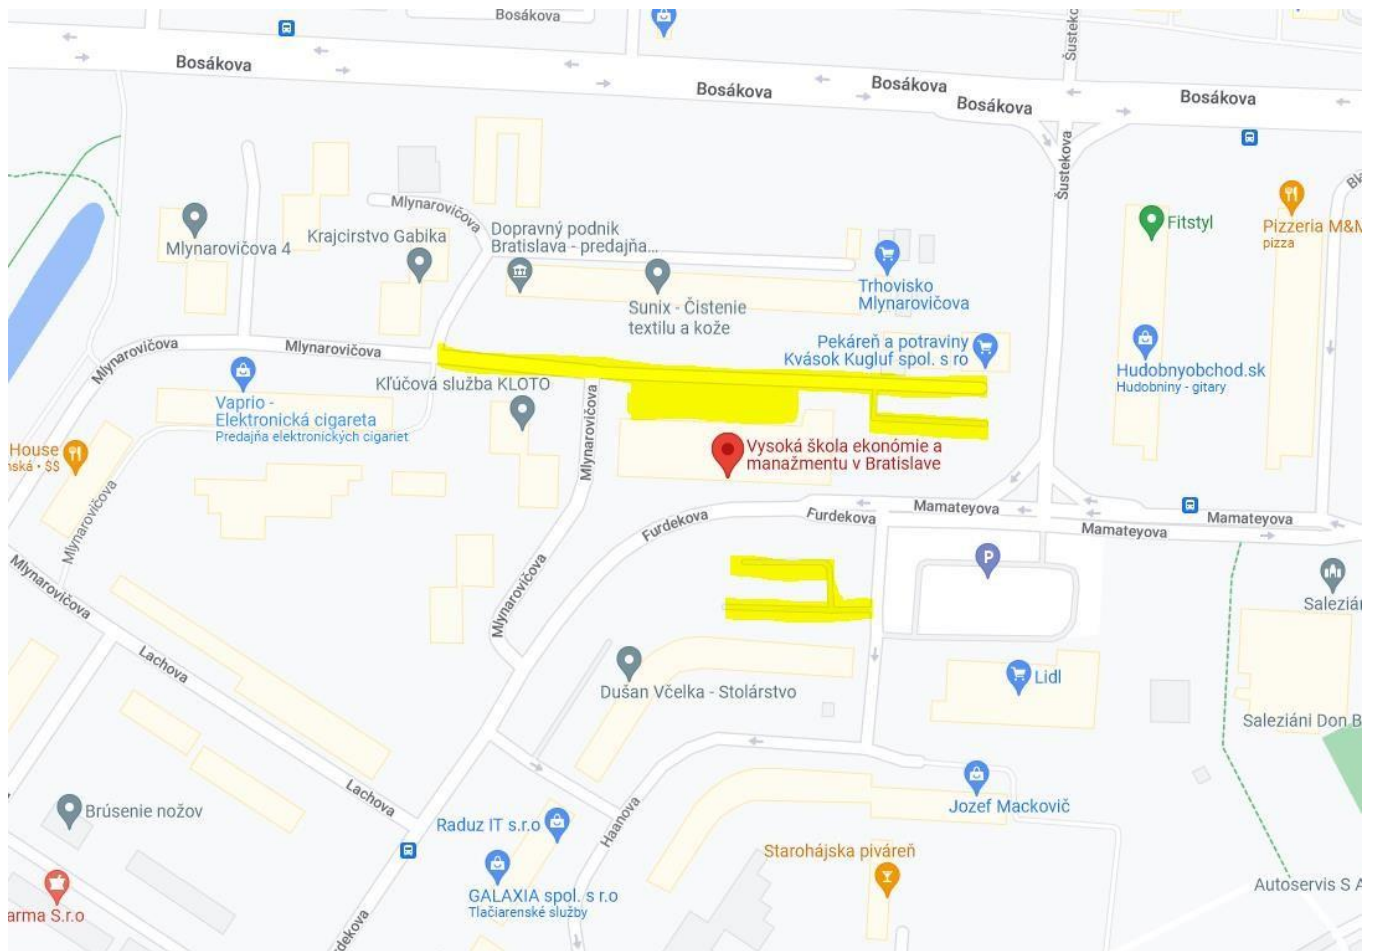 Bosákova
Šustekova
Bosákova
Bosákova
Bosákova
Bosákova
Bosákova
Šustekova
Mlynarovičova
Dopravný podnik
Bratislava - predajňa...
Fitstyl
Pizzeria M&M
pizza
Mlynarovičova 4
Krajcirstvo Gabika
Trhovisko
Mlynarovičova
Sunix - Čistenie
textilu a kože
Pekáreň a potraviny
Kvások Kugluf spol. s ro
Mlynarovičova
Mlynarovičova
Kľúčová služba KLOTO
Hudobnyobchod.sk
Hudobniny - gitary
Vaprio -
Elektronická cigareta
Predajňa elektronických cigariet
Mlynarovičova
House
nská • $$
Vysoká škola ekonómie a
manažmentu v Bratislave
Mlynarovičova
Furdekova
Furdekova
Mamateyova
Mamateyova
Mamateyova
P
Mlynarovičova
Mlynarovičova
Saleziár
Lachova
Dušan Včelka - Stolárstvo
Lidl
Saleziáni Don B
Lachova
Haanova
Jozef Mackovič
Brúsenie nožov
Raduz IT s.r.o
Starohájska piváreň
GALAXIA spol. s r.o
Tlačiarenské služby
Autoservis S A
arma S.r.o
dekova